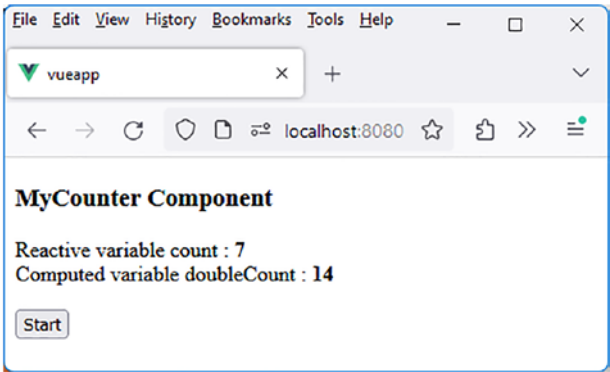 File Edit View History Bookmarks Tools Help
vueapp
localhost:8080
MyCounter Component
Reactive variable count : 7
Computed variable doubleCount : 14
Start